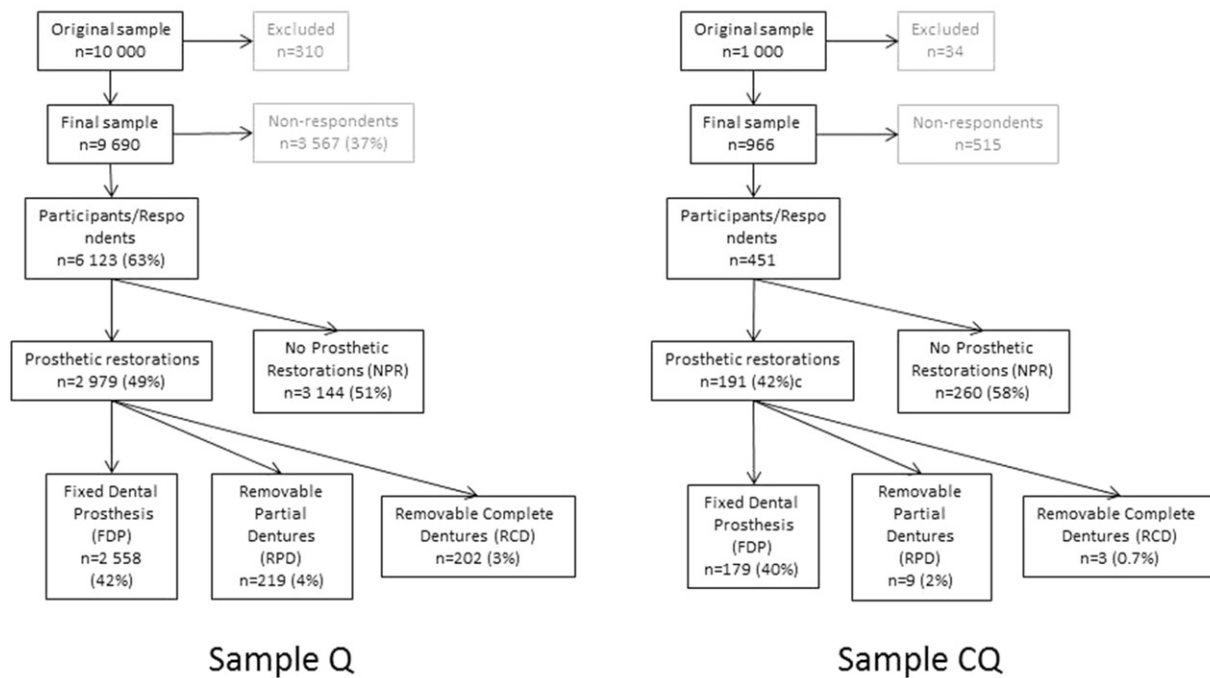 Original sample
n=10 000
Excluded
n=310
Final sample
n=9 690
Non-respondents
n=3 567 (37%)
Participants/Respo
ndents
n=6 123 (63%)
Prosthetic restorations
n=2 979 (49%)
No Prosthetic
Restorations (NPR)
n=3 144 (51%)
Fixed Dental
Prosthesis
(FDP)
n=2 558
(42%)
Removable
Partial
Dentures
(RPD)
n=219 (4%)
Removable Complete
Dentures (RCD)
n=202 (3%)
Sample Q
Original sample
n=1 000
Excluded
n=34
Final sample
n=966
Non-respondents
n=515
Participants/Respo
ndents
n=451
Prosthetic restorations
n=191 (42%)c
No Prosthetic
Restorations (NPR)
n=260 (58%)
Fixed Dental
Prosthesis
(FDP)
n=179 (40%)
Removable
Partial
Dentures
(RPD)
n=9 (2%)
Removable Complete
Dentures (RCD)
n=3 (0.7%)
Sample CQ